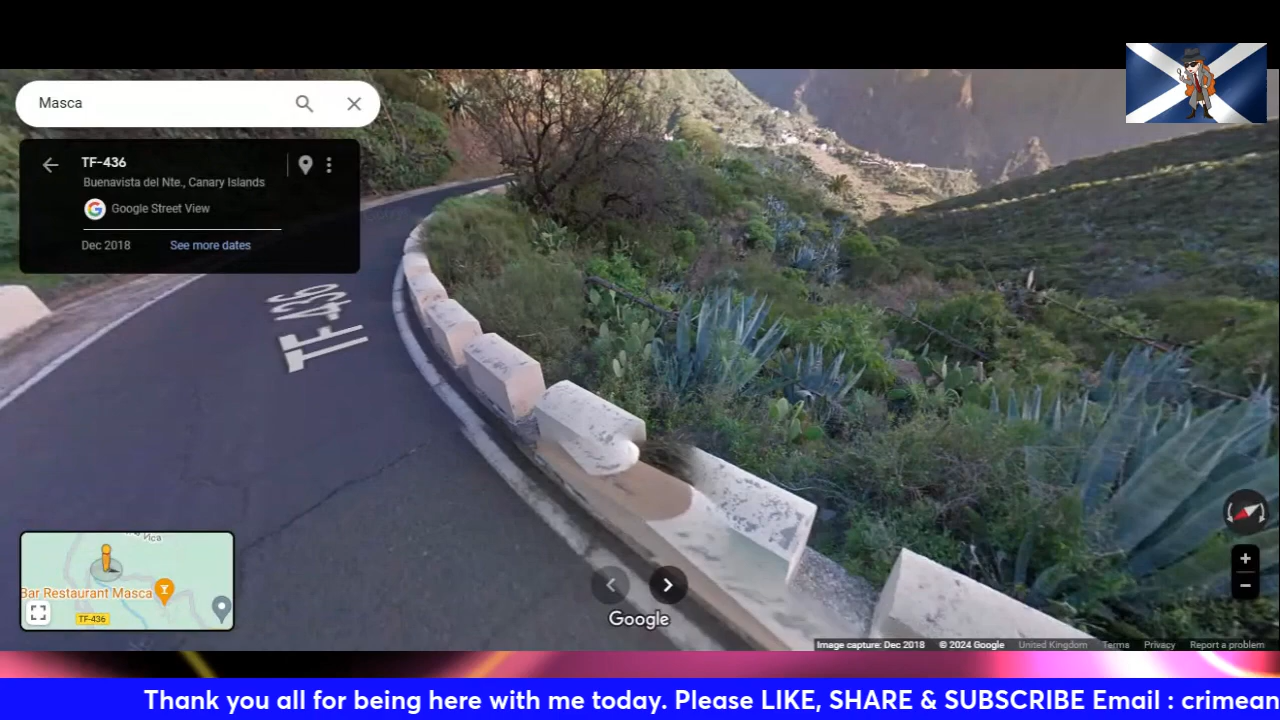 Masca
TF-436
Buenavista del Nte., Canary Islands
Google Street View
Dec 2018
See more dates
TF-436
Bar Restaurant Masca
TF-436
Google
Image capture: Dec 2018 © 2024 Google United Kingdom Terms Privacy Report a problem
Thank you all for being here with me today. Please LIKE, SHARE & SUBSCRIBE Email : crimean